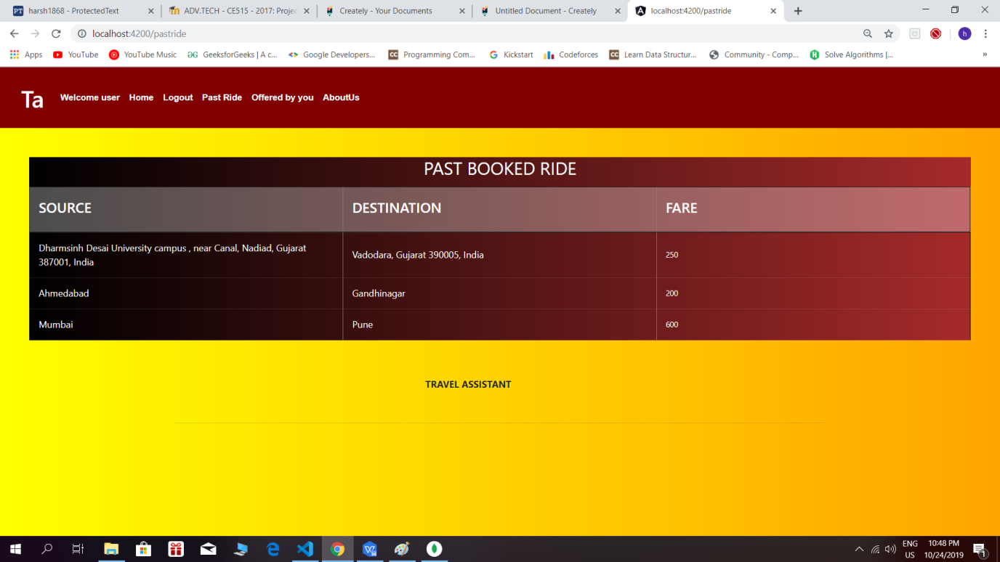 harsh1868 - ProtectedText
ADV.TECH - CE515 - 2017: Projec
Creately - Your Documents
Untitled Document - Creately
localhost:4200/pastride
localhost:4200/pastride
h
Apps
YouTube
YouTube Music
GeeksforGeeks | A c...
Google Developers...
Programming Com...
Kickstart
Codeforces
Learn Data Structur...
Community - Comp...
Solve Algorithms |...
»
Ta
Welcome user Home Logout Past Ride Offered by you AboutUs
PAST BOOKED RIDE
SOURCE DESTINATION FARE
Dharmsinh Desai University campus , near Canal, Nadiad, Gujarat
387001, India
Vadodara, Gujarat 390005, India
250
Ahmedabad Gandhinagar 200
Mumbai Pune 600
TRAVEL ASSISTANT
ENG
US
10:48 PM
10/24/2019
1